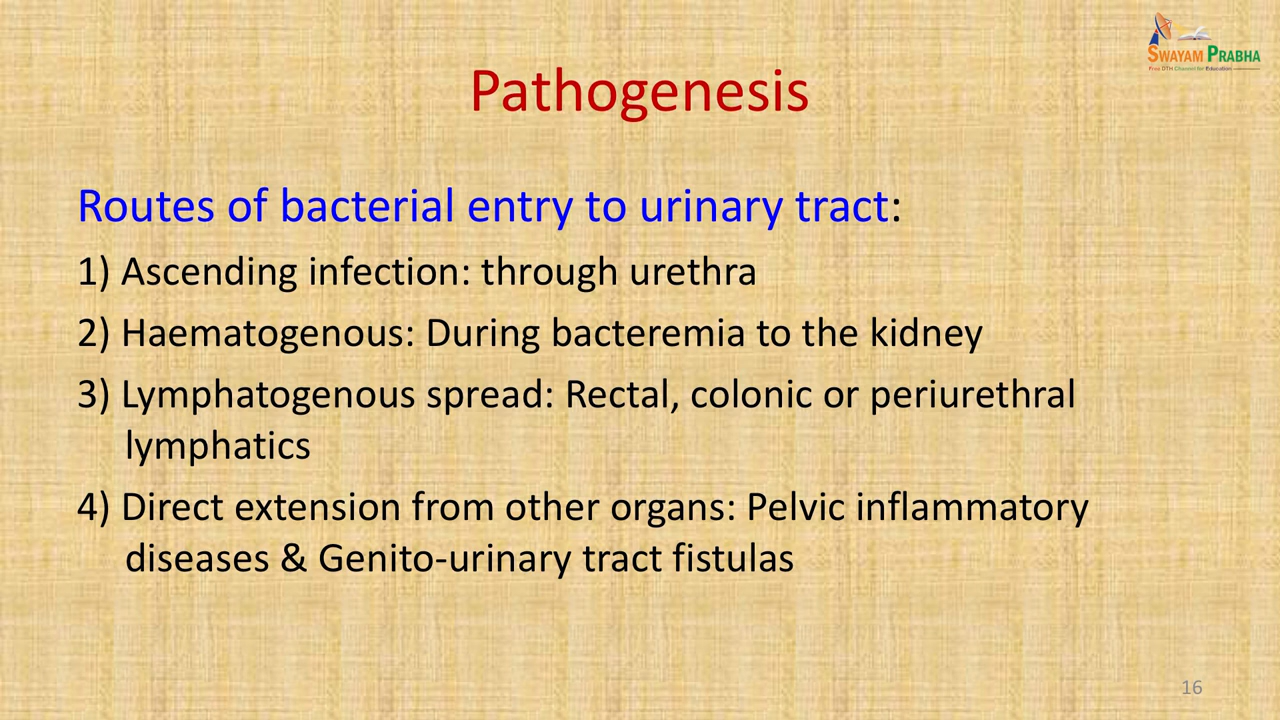 SWAYAM PRABHA
Free DTH Channel for Education
Pathogenesis
Routes of bacterial entry to urinary tract:
1) Ascending infection: through urethra
2) Haematogenous: During bacteremia to the kidney
3) Lymphatogenous spread: Rectal, colonic or periurethral
lymphatics
4) Direct extension from other organs: Pelvic inflammatory
diseases & Genito-urinary tract fistulas
16